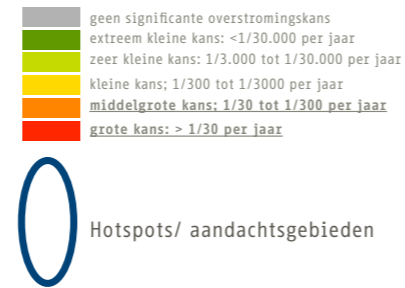 geen significante overstromingskans
extreem kleine kans: <1/30.000 per jaar
zeer kleine kans: 1/3.000 tot 1/30.000 per jaar
kleine kans; 1/300 tot 1/3000 per jaar
middelgrote kans; 1/30 tot 1/300 per jaar
grote kans: > 1/30 per jaar
Hotspots/ aandachtsgebieden